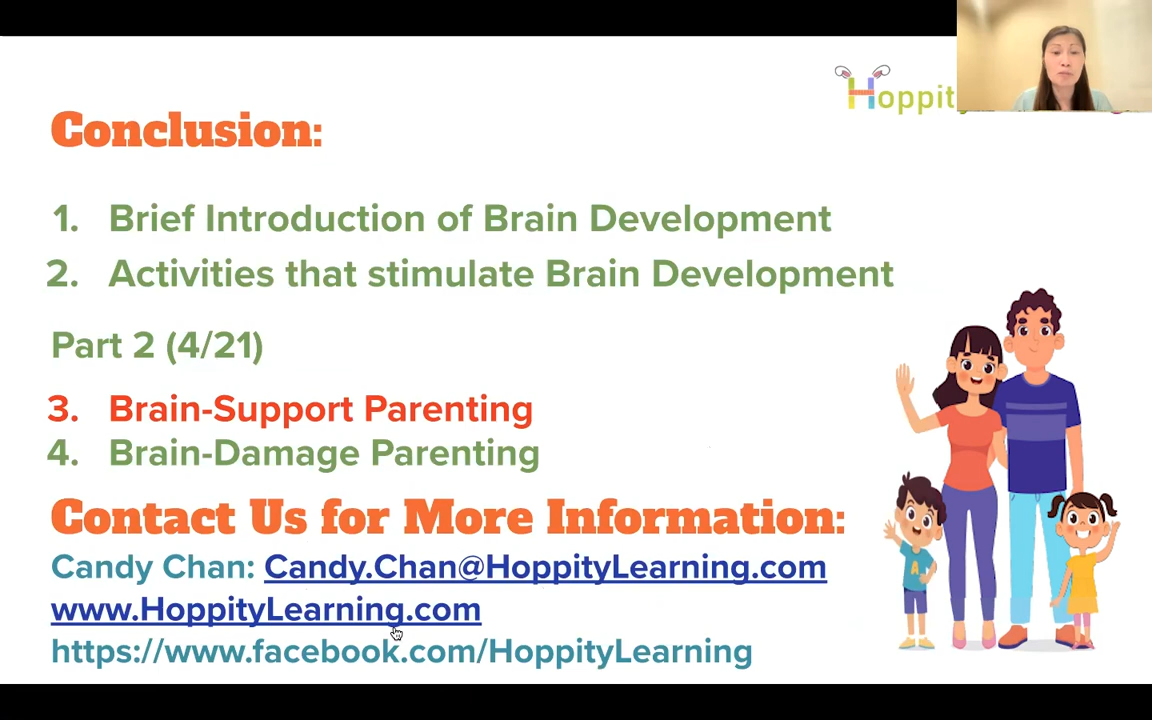 Hoppit
Conclusion:
1. Brief Introduction of Brain Development
2. Activities that stimulate Brain Development
Part 2 (4/21)
3. Brain-Support Parenting
4. Brain-Damage Parenting
Contact Us for More Information:
Candy Chan: Candy.Chan@HoppityLearning.com
www.HoppityLearning.com
https://www.facebook.com/HoppityLearning
A